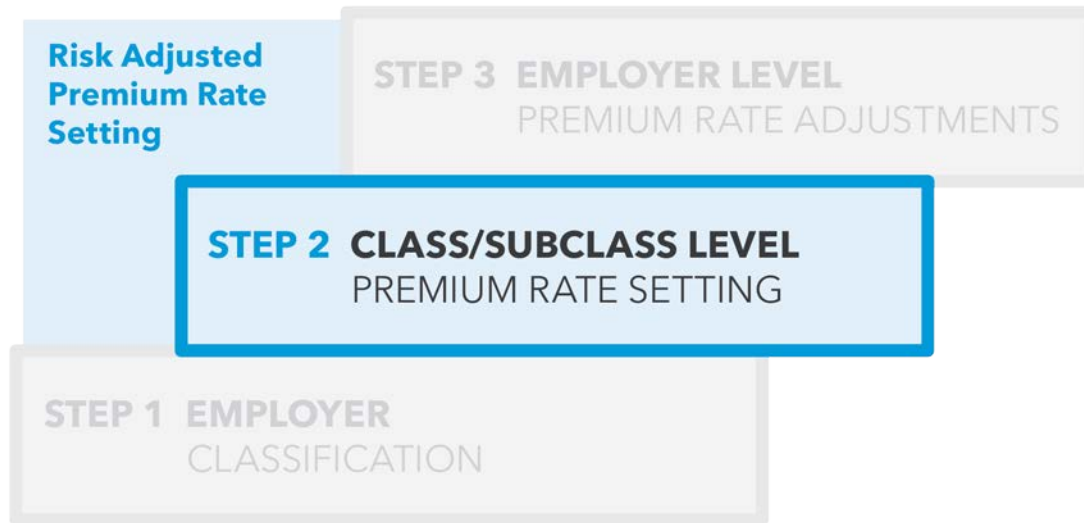 Risk Adjusted
Premium Rate
Setting
STEP 3 EMPLOYER LEVEL
PREMIUM RATE ADJUSTMENTS
STEP 2 CLASS/SUBCLASS LEVEL
PREMIUM RATE SETTING
STEP 1 EMPLOYER
CLASSIFICATION